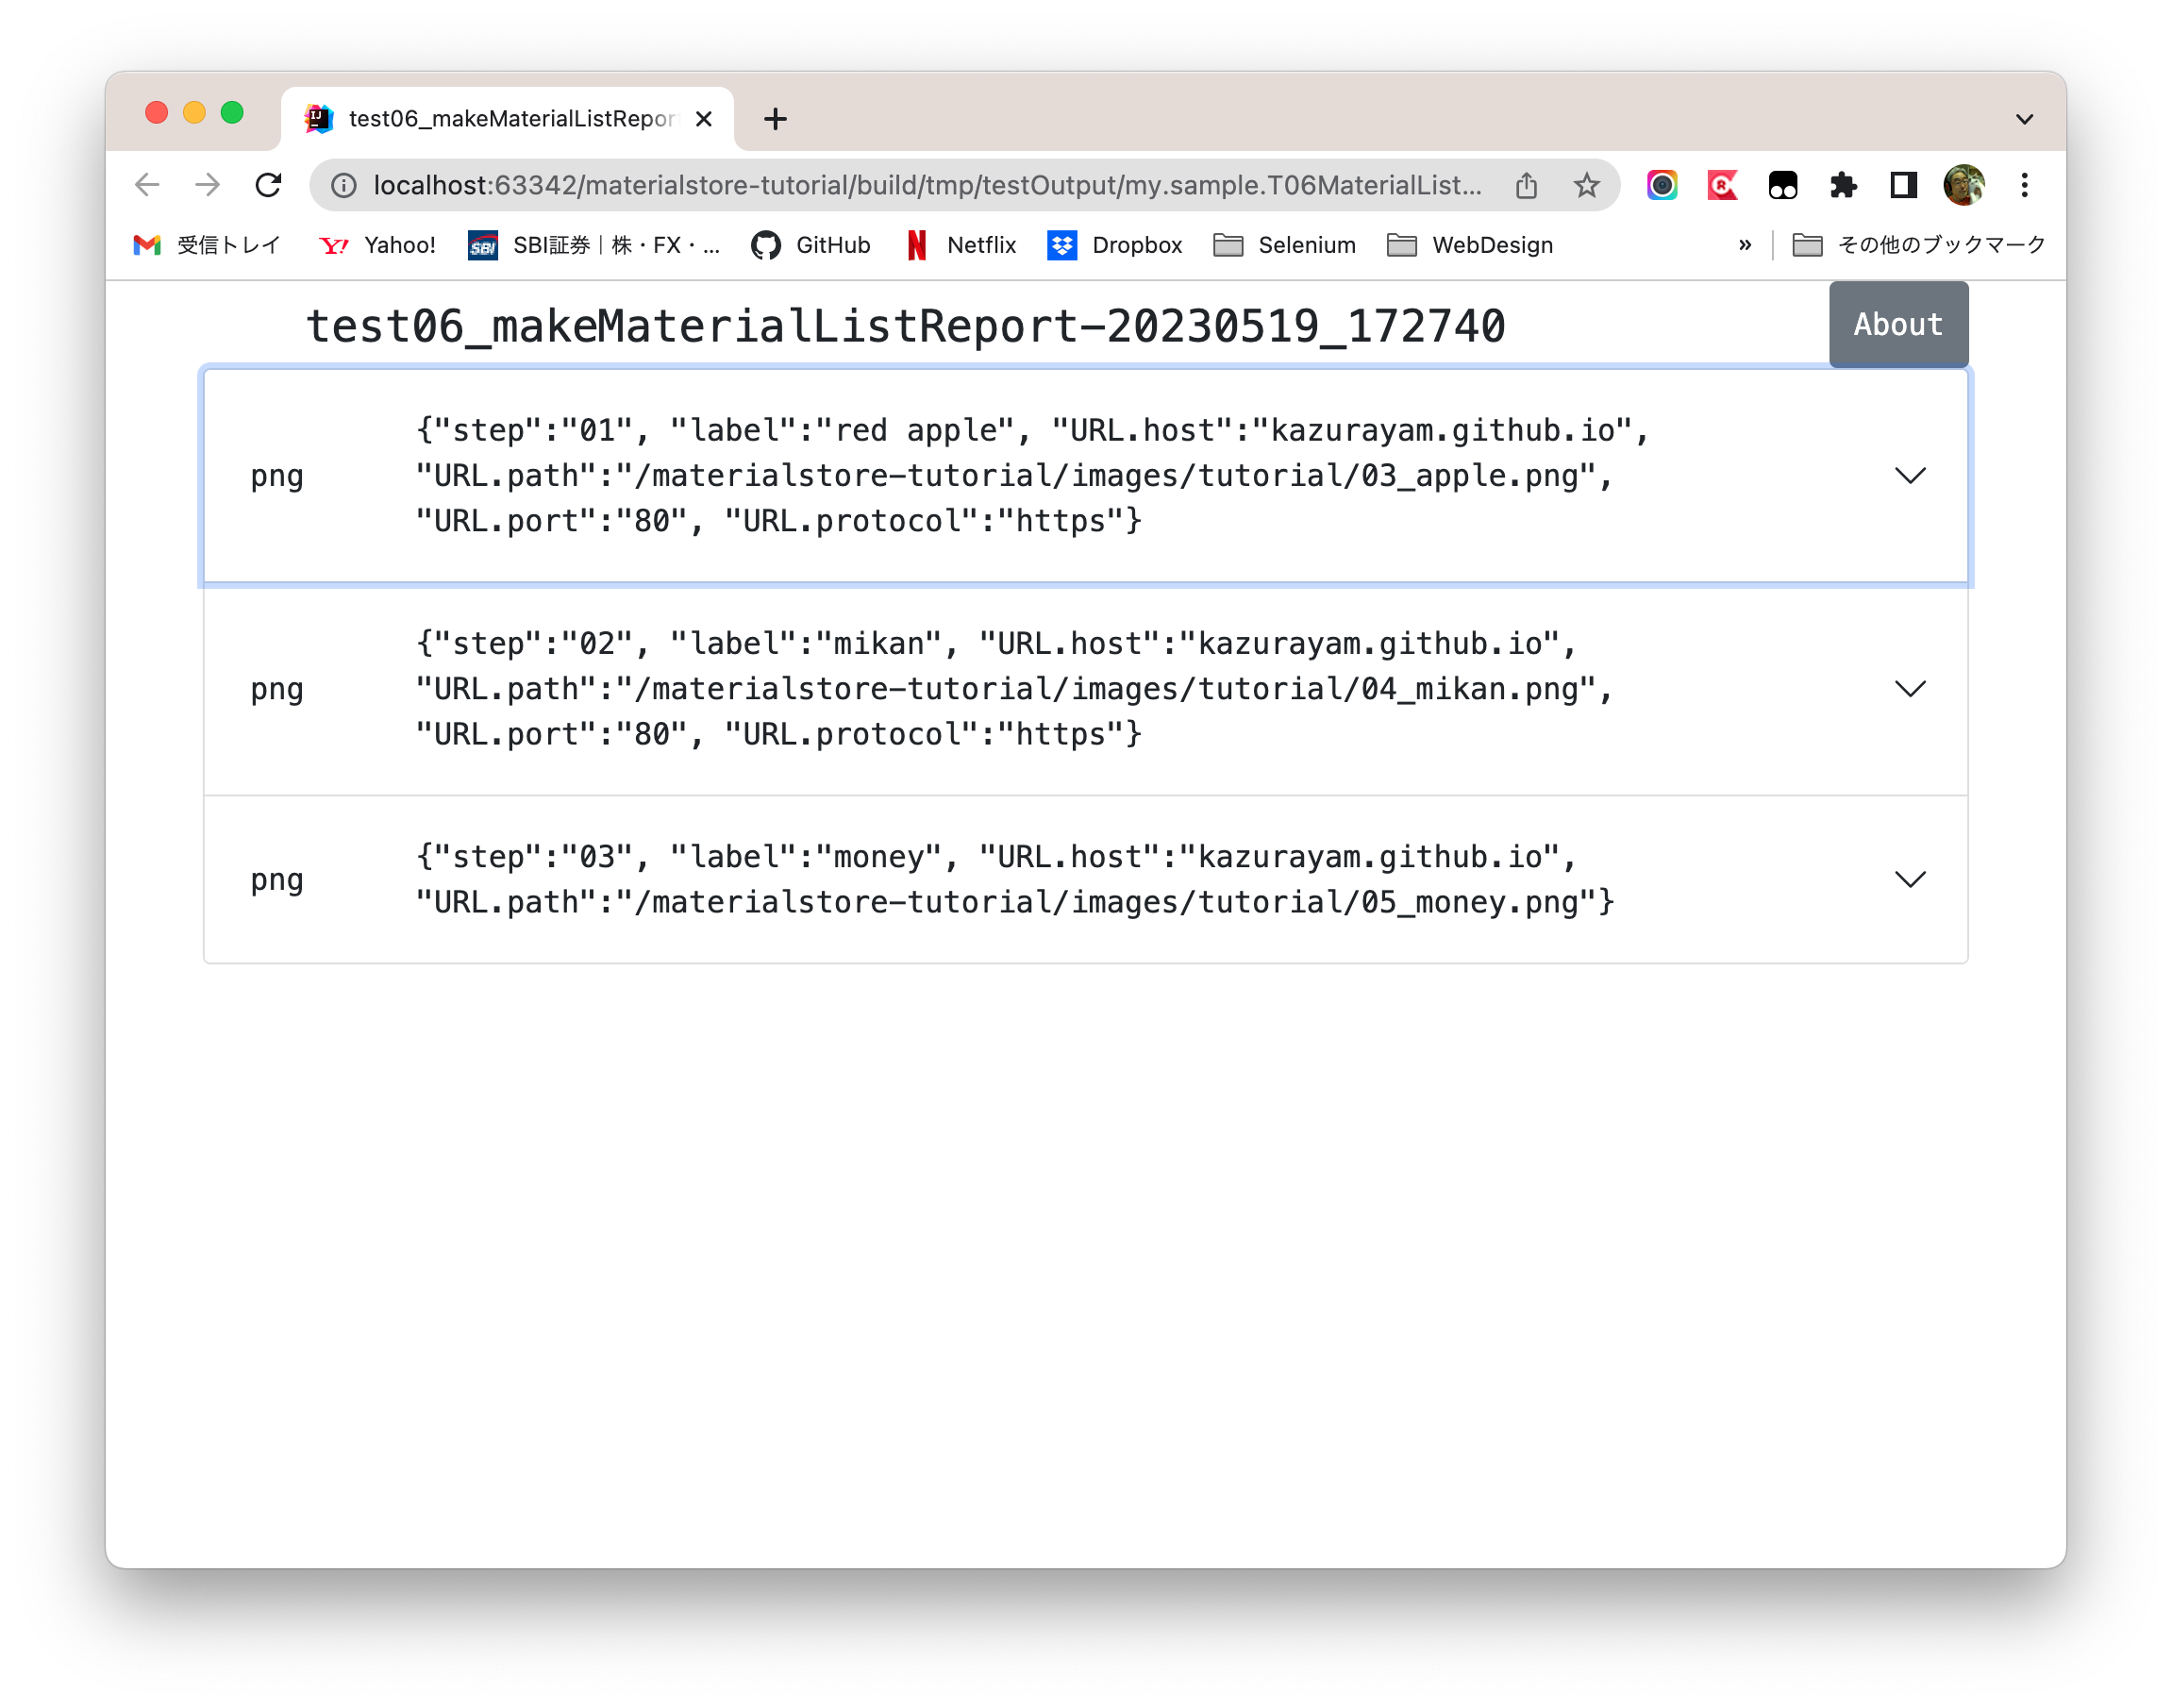 test06_makeMaterialListRepor
localhost:63342/materialstore-tutorial/build/tmp/testOutput/my.sample.T06MaterialList...
受信トレイ Yahoo! SBI証券｜株・FX・... GitHub Netflix Dropbox Selenium WebDesign » その他のブックマーク
test06_makeMaterialListReport-20230519_172740 About
{"step":"01", "label":"red apple", "URL.host":"kazurayam.github.io",
png "URL.path":"/materialstore-tutorial/images/tutorial/03_apple.png",
"URL.port":"80", "URL.protocol":"https"}
{"step":"02", "label":"mikan", "URL.host":"kazurayam.github.io",
png "URL.path":"/materialstore-tutorial/images/tutorial/04_mikan.png",
"URL.port":"80", "URL.protocol":"https"}
png {"step":"03", "label":"money", "URL.host":"kazurayam.github.io",
"URL.path":"/materialstore-tutorial/images/tutorial/05_money.png"}